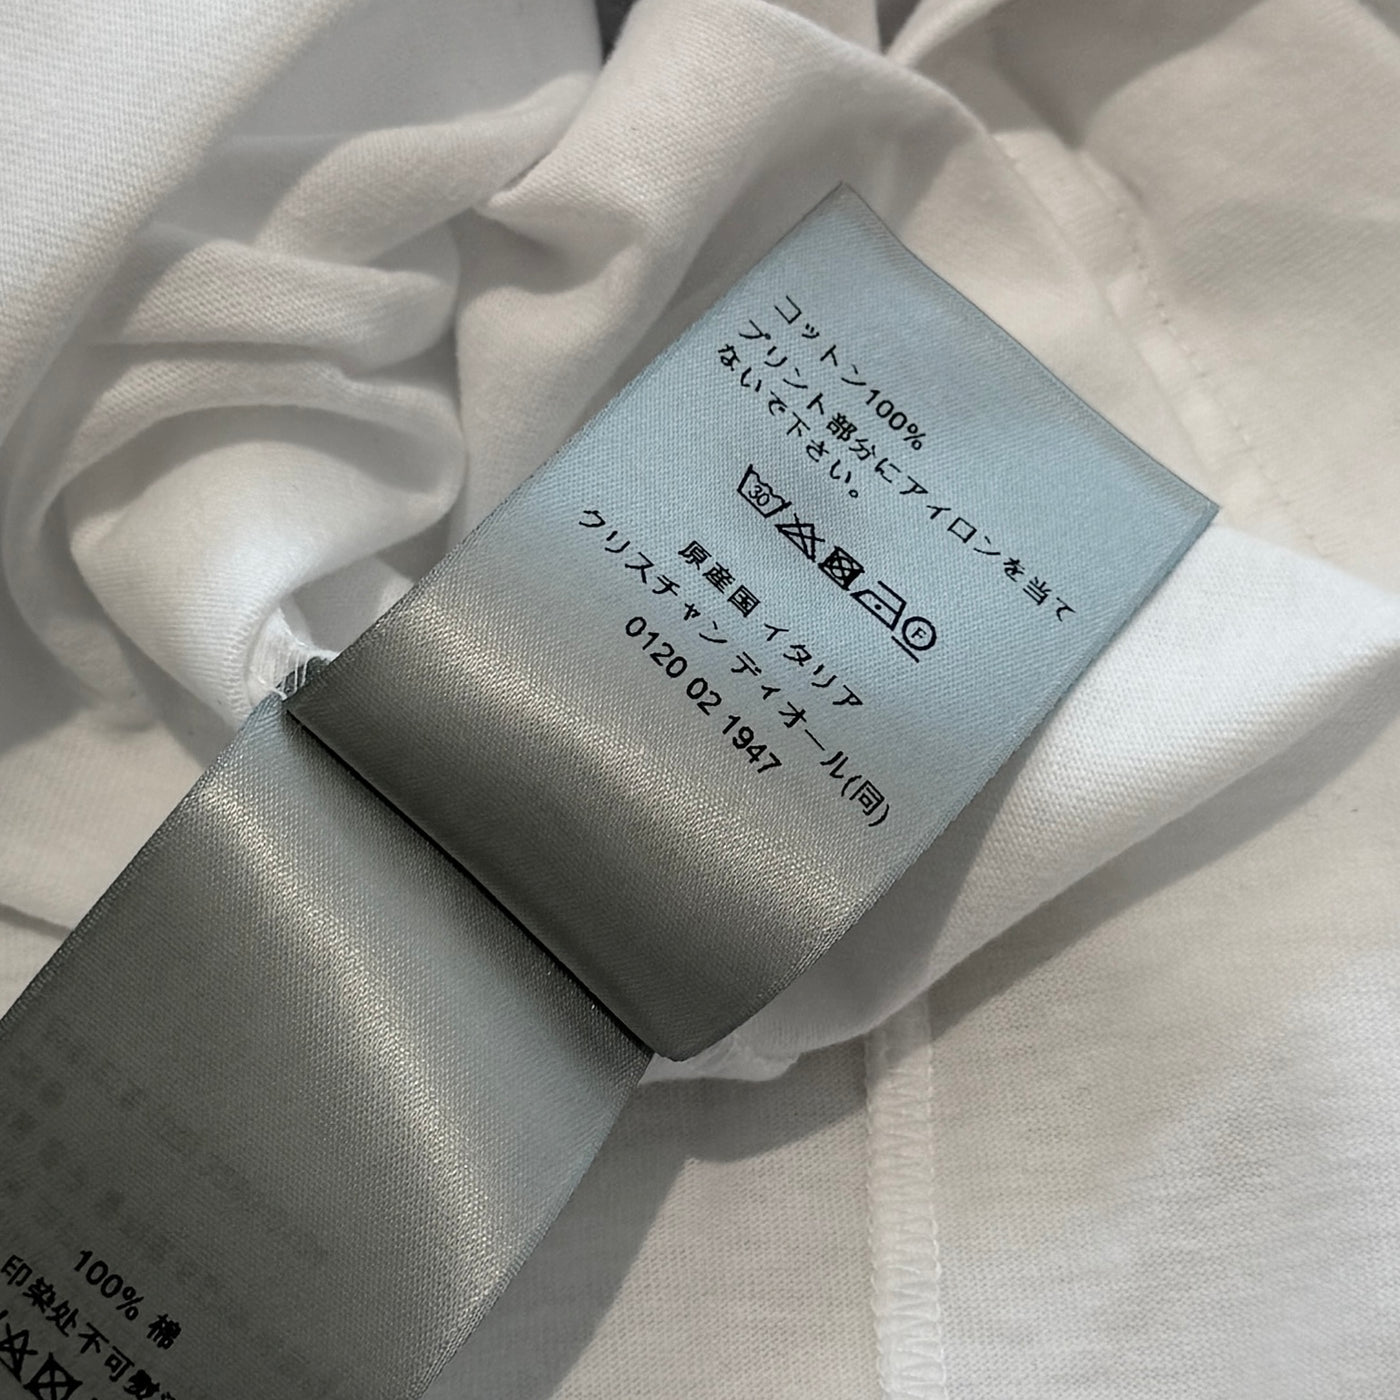 コットン100%
プリント部分にアイロンを当て
ないで下さい。
30
F
原産国 イタリア
クリスチャン ディオール(同)
0120 02 1947
100% 棉
印染处不可熨